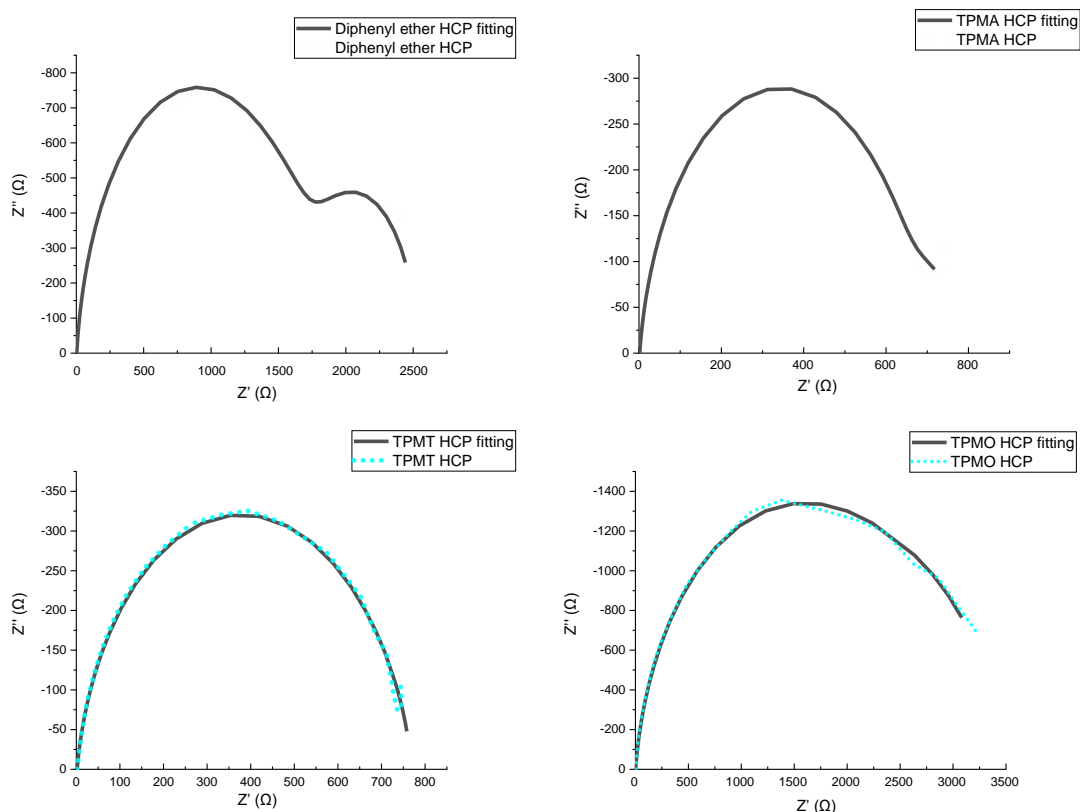 Diphenyl ether HCP fitting
Diphenyl ether HCP
-800
-700
-600
-500
-400
-300
-200
-100
0
Z'' (Ω)
0 500 1000 1500 2000 2500
Z' (Ω)
TPMA HCP fitting
TPMA HCP
-300
-250
-200
-150
-100
-50
0
Z'' (Ω)
0 200 400 600 800
Z' (Ω)
TPMT HCP fitting
TPMT HCP
-350
-300
-250
-200
-150
-100
-50
0
Z'' (Ω)
0 100 200 300 400 500 600 700 800
Z' (Ω)
TPMO HCP fitting
TPMO HCP
-1400
-1200
-1000
-800
-600
-400
-200
0
Z'' (Ω)
0 500 1000 1500 2000 2500 3000 3500
Z' (Ω)